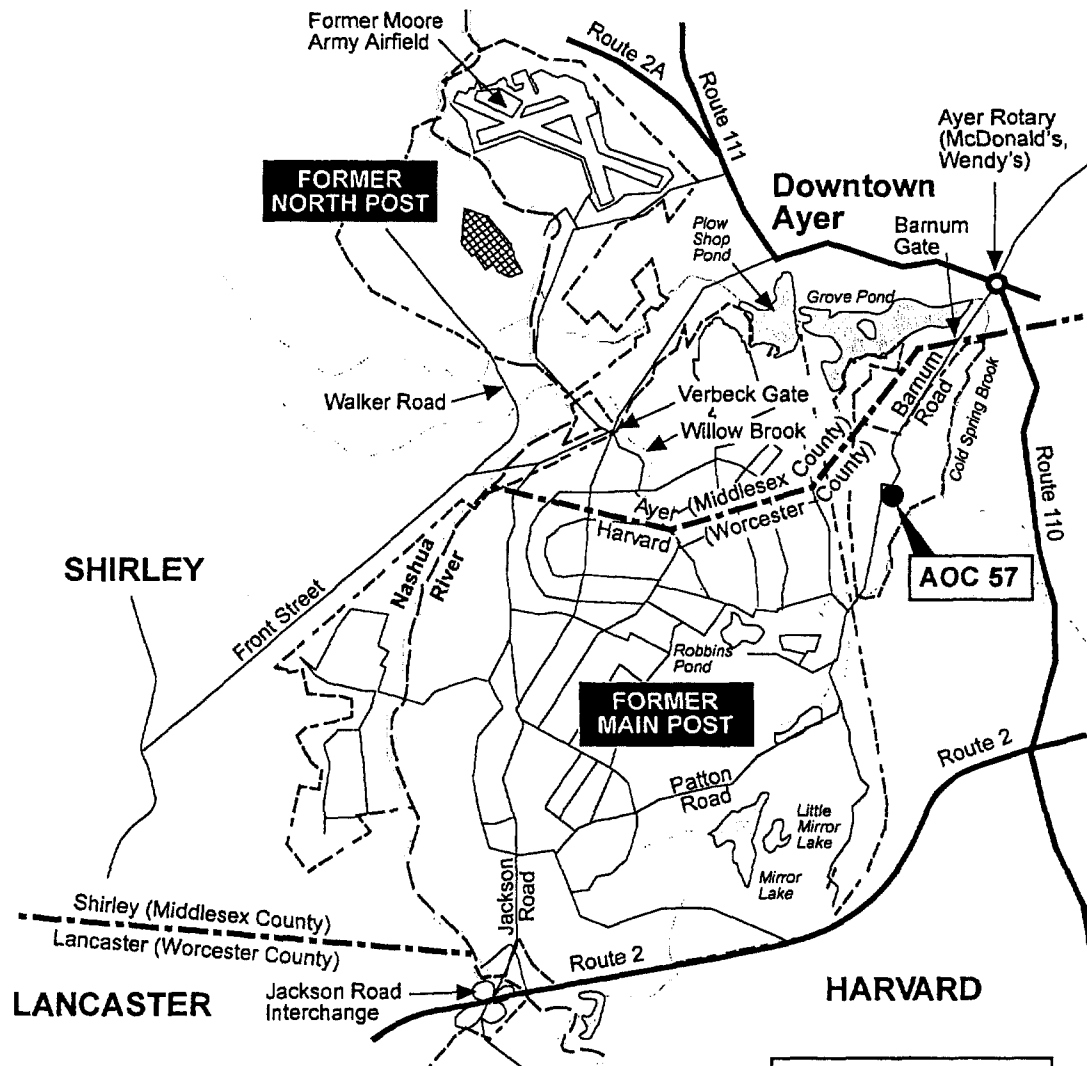 Former Moore
Army Airfield
Route 2A
Route 111
Ayer Rotary
(McDonald's,
Wendy's)
FORMER
NORTH POST
Downtown
Ayer
Barnum
Gate
Plow
Shop
Pond
Grove Pond
Walker Road
Verbeck Gate
Willow Brook
Barnum
Road
Cold Spring Brook
Ayer (Middlesex County)
Harvard (Worcester County)
Route 110
SHIRLEY
Nashua
River
AOC 57
Front Street
Robbins
Pond
FORMER
MAIN POST
Route 2
Patton
Road
Little
Mirror
Lake
Mirror
Lake
Jackson
Road
Shirley (Middlesex County)
Lancaster (Worcester County)
Route 2
LANCASTER
Jackson Road
Interchange
HARVARD